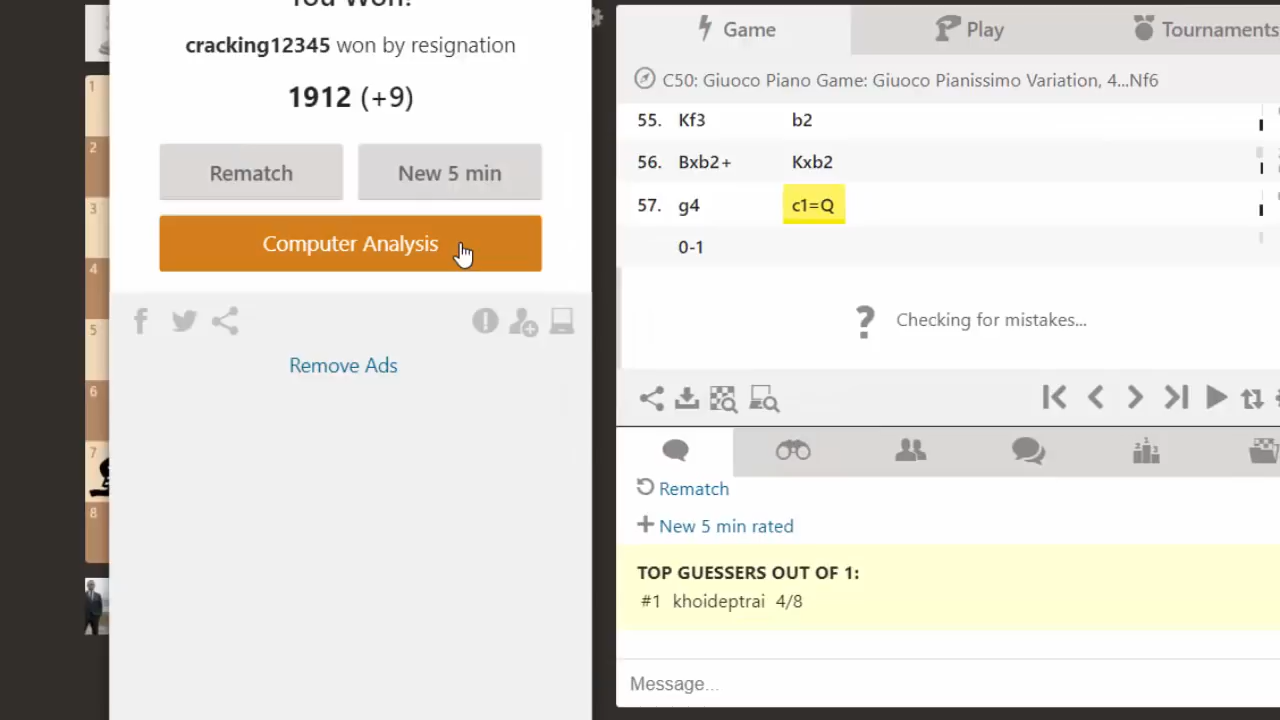 You Won!
cracking12345 won by resignation
1912 (+9)
Rematch
New 5 min
Computer Analysis
Remove Ads
1
2
3
4
5
6
7
8
Game
Play
Tournaments
C50: Giuoco Piano Game: Giuoco Pianissimo Variation, 4...Nf6
55. Kf3 b2
56. Bxb2+ Kxb2
57. g4 c1=Q
0-1
? Checking for mistakes...
Rematch
New 5 min rated
TOP GUESSERS OUT OF 1:
#1 khoideptrai 4/8
Message...